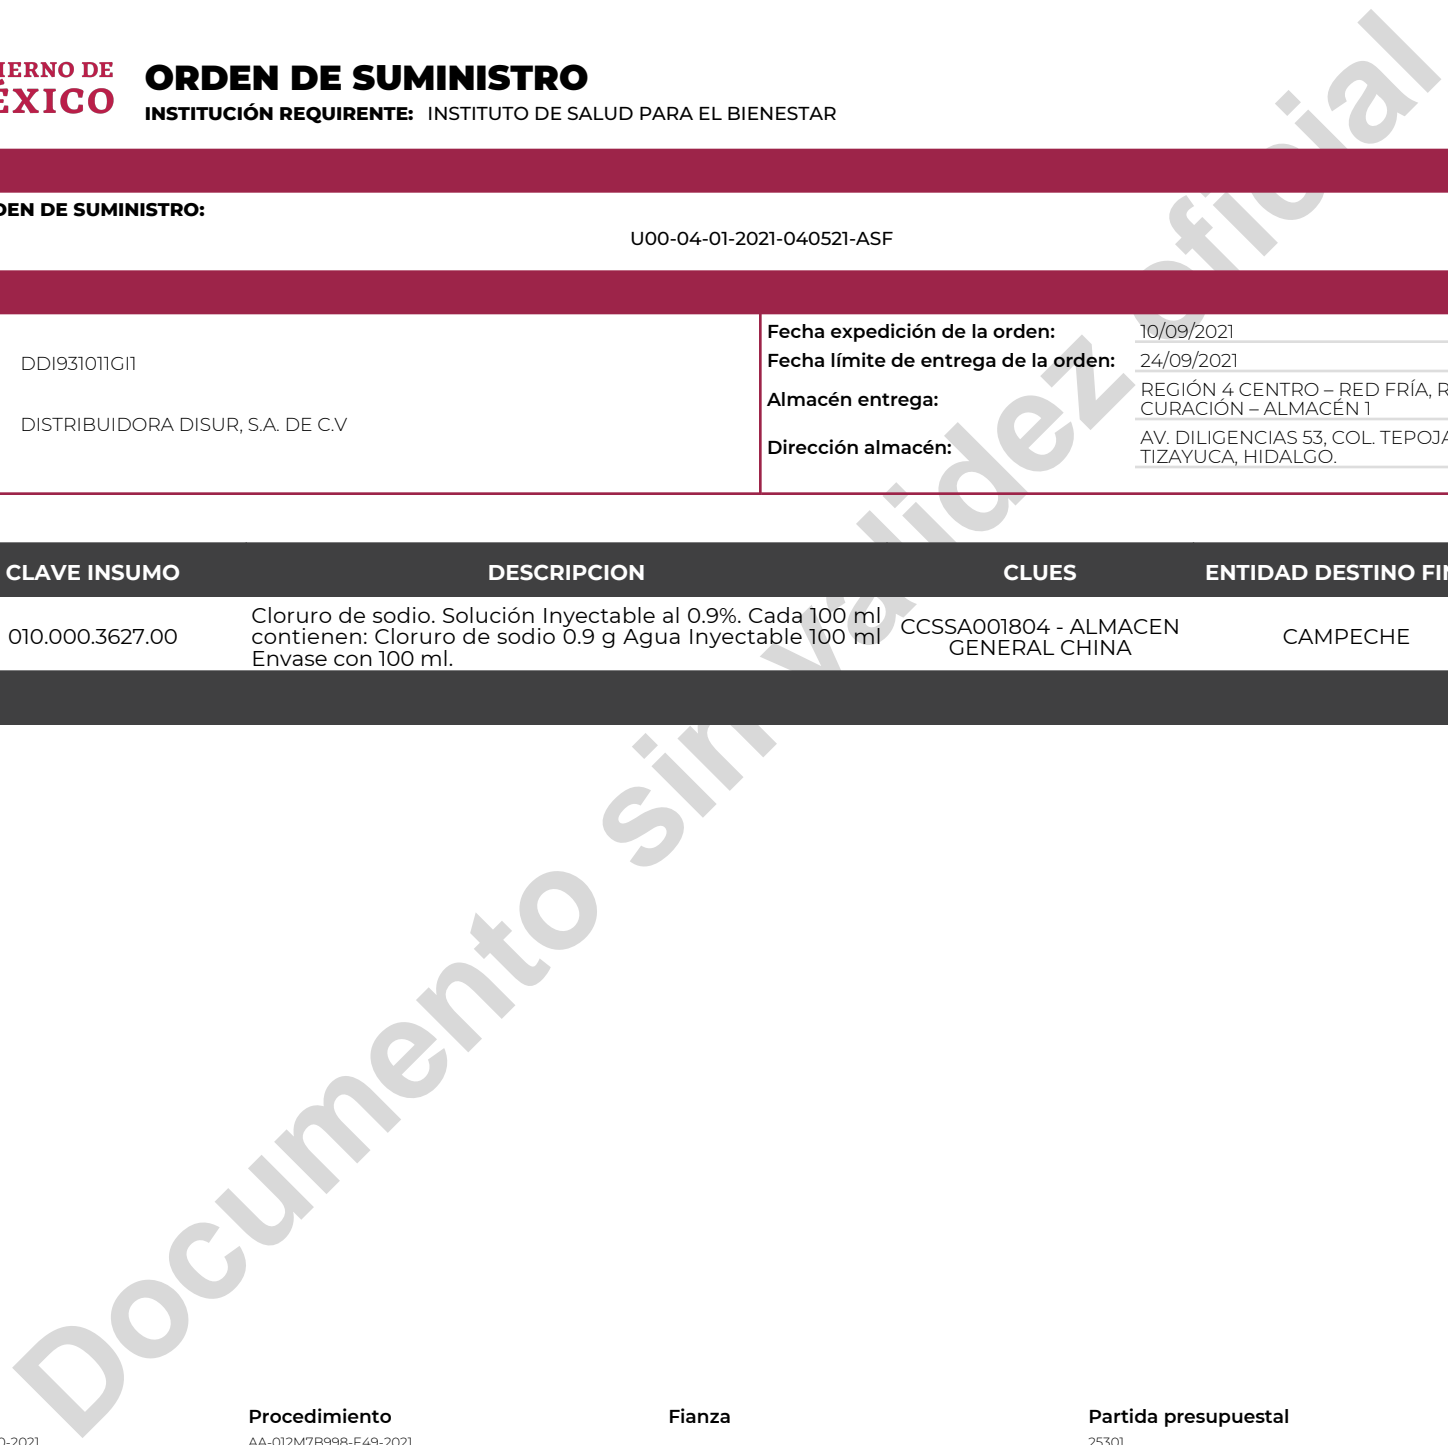 ORDEN DE SUMINISTRO
INSTITUCIÓN REQUIRENTE: INSTITUTO DE SALUD PARA EL BIENESTAR
DE
DE SUMINISTRO:
U00-04-01-2021-040521-ASF
DDI931011GI1
DISTRIBUIDORA DISUR, S.A. DE C.V
Fecha expedición de la orden: 10/09/2021
Fecha límite de entrega de la orden: 24/09/2021
Almacén entrega: REGIÓN 4 CENTRO – RED FRÍA,
CURACIÓN – ALMACÉN 1
Dirección almacén: AV. DILIGENCIAS 53, COL.
TIZAYUCA, HIDALGO.
CLAVE INSUMO DESCRIPCION CLUES ENTIDAD DESTINO
010.000.3627.00
Cloruro de sodio. Solución Inyectable al 0.9%. Cada 100 ml
contienen: Cloruro de sodio 0.9 g Agua Inyectable 100 ml
Envase con 100 ml.
CCSSA001804 - ALMACEN
GENERAL CHINA
CAMPECHE
Documento sin validez oficial
Procedimiento Fianza Partida presupuestal
AA-012M7B998-E49-2021 25301